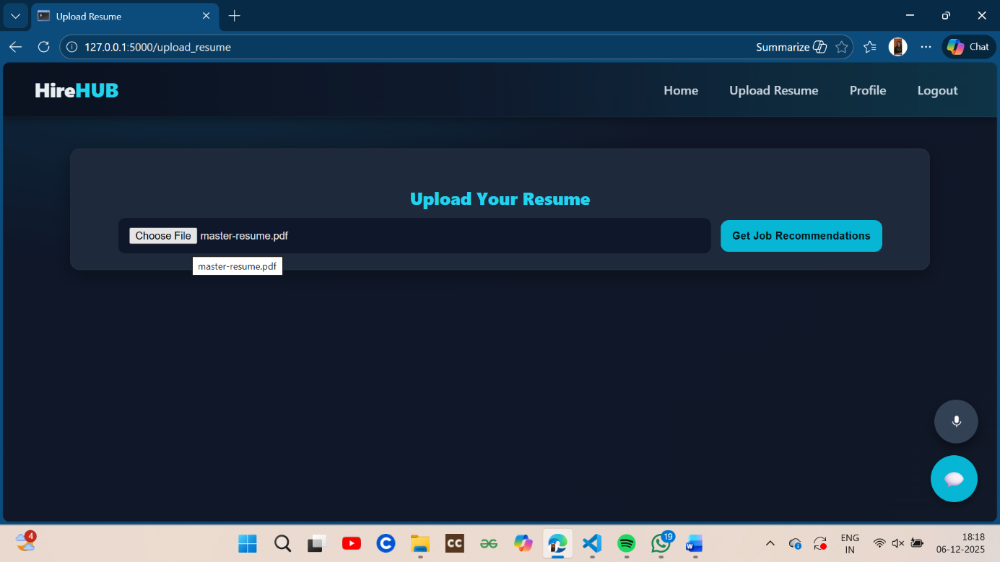 Upload Resume
127.0.0.1:5000/upload_resume
Summarize
Chat
HireHUB
Home
Upload Resume
Profile
Logout
Upload Your Resume
Choose File master-resume.pdf
Get Job Recommendations
master-resume.pdf
4
CC
19
W
ENG
IN
18:18
06-12-2025